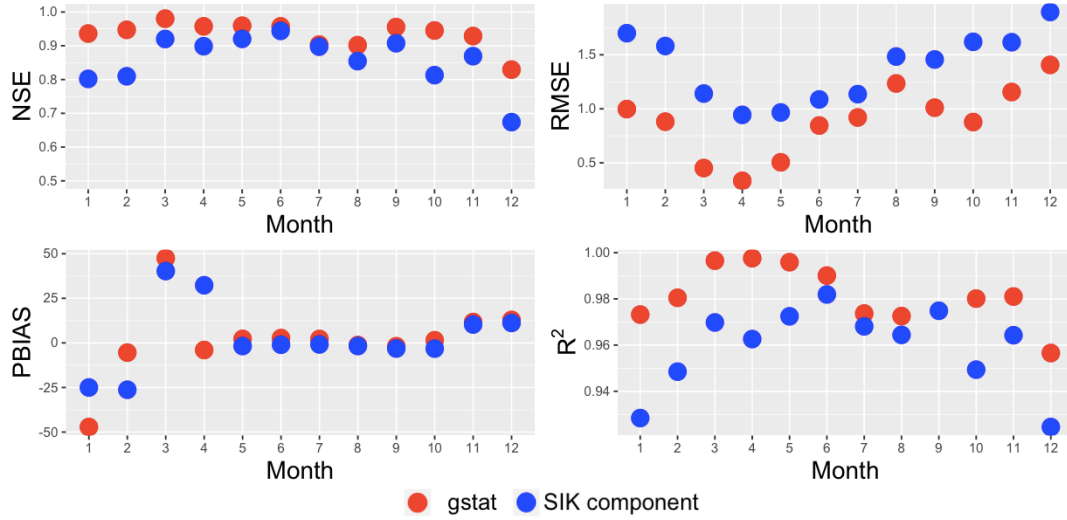 NSE
1.0
0.9
0.8
0.7
0.6
0.5
1 2 3 4 5 6 7 8 9 10 11 12
Month
RMSE
1.5
1.0
0.5
1 2 3 4 5 6 7 8 9 10 11 12
Month
PBIAS
50
25
0
-25
-50
1 2 3 4 5 6 7 8 9 10 11 12
Month
R²
1.00
0.98
0.96
0.94
1 2 3 4 5 6 7 8 9 10 11 12
Month
gstat SIK component